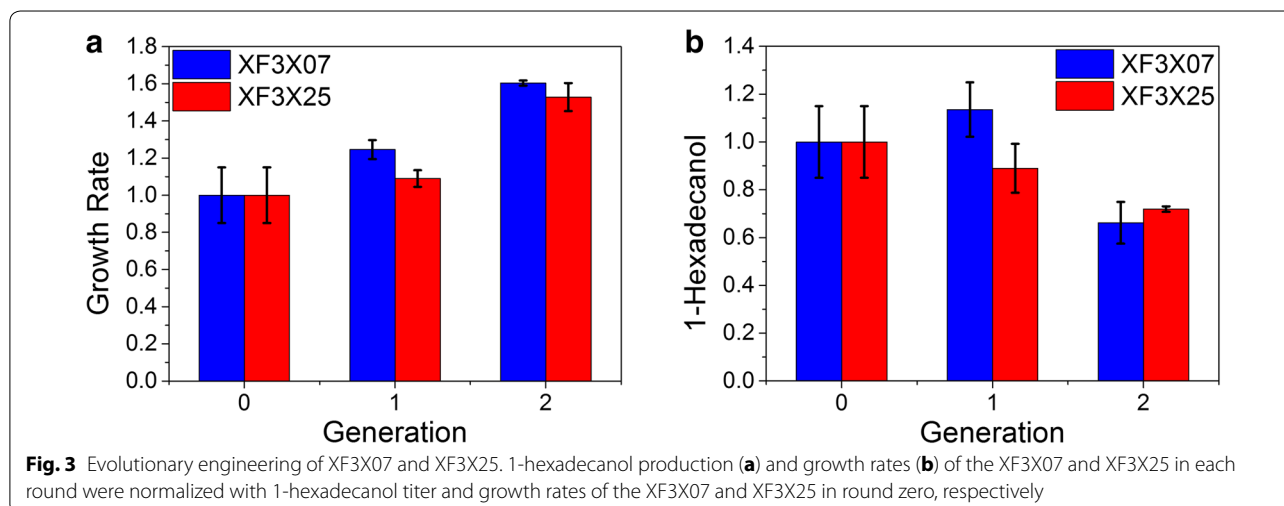 a
1.8
1.6
1.4
1.2
1.0
0.8
0.6
0.4
0.2
0.0
Growth Rate
XF3X07
XF3X25
0
1
2
Generation
b
1.4
1.2
1.0
0.8
0.6
0.4
0.2
0.0
1-Hexadecanol
XF3X07
XF3X25
0
1
2
Generation
Fig. 3 Evolutionary engineering of XF3X07 and XF3X25. 1-hexadecanol production (a) and growth rates (b) of the XF3X07 and XF3X25 in each
round were normalized with 1-hexadecanol titer and growth rates of the XF3X07 and XF3X25 in round zero, respectively